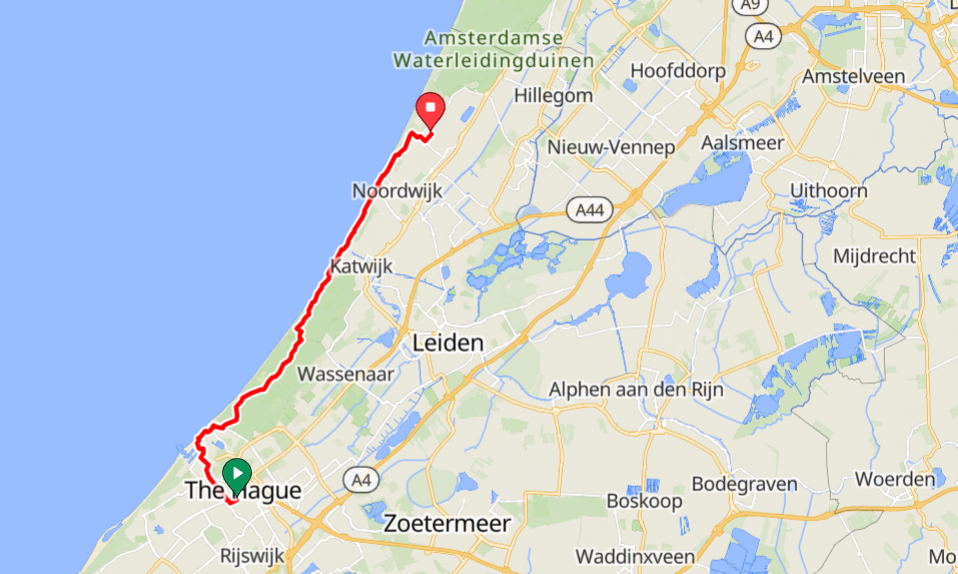 A9
A4
Amsterdamse
Waterleidingduinen
Hoofddorp
Amstelveen
Hillegom
Nieuw-Vennep
Aalsmeer
Noordwijk
Uithoorn
A44
Mijdrecht
Katwijk
Leiden
Wassenaar
Alphen aan den Rijn
The Hague
A4
Bodegraven
Woerden
Boskoop
Zoetermeer
Rijswijk
Waddinxveen